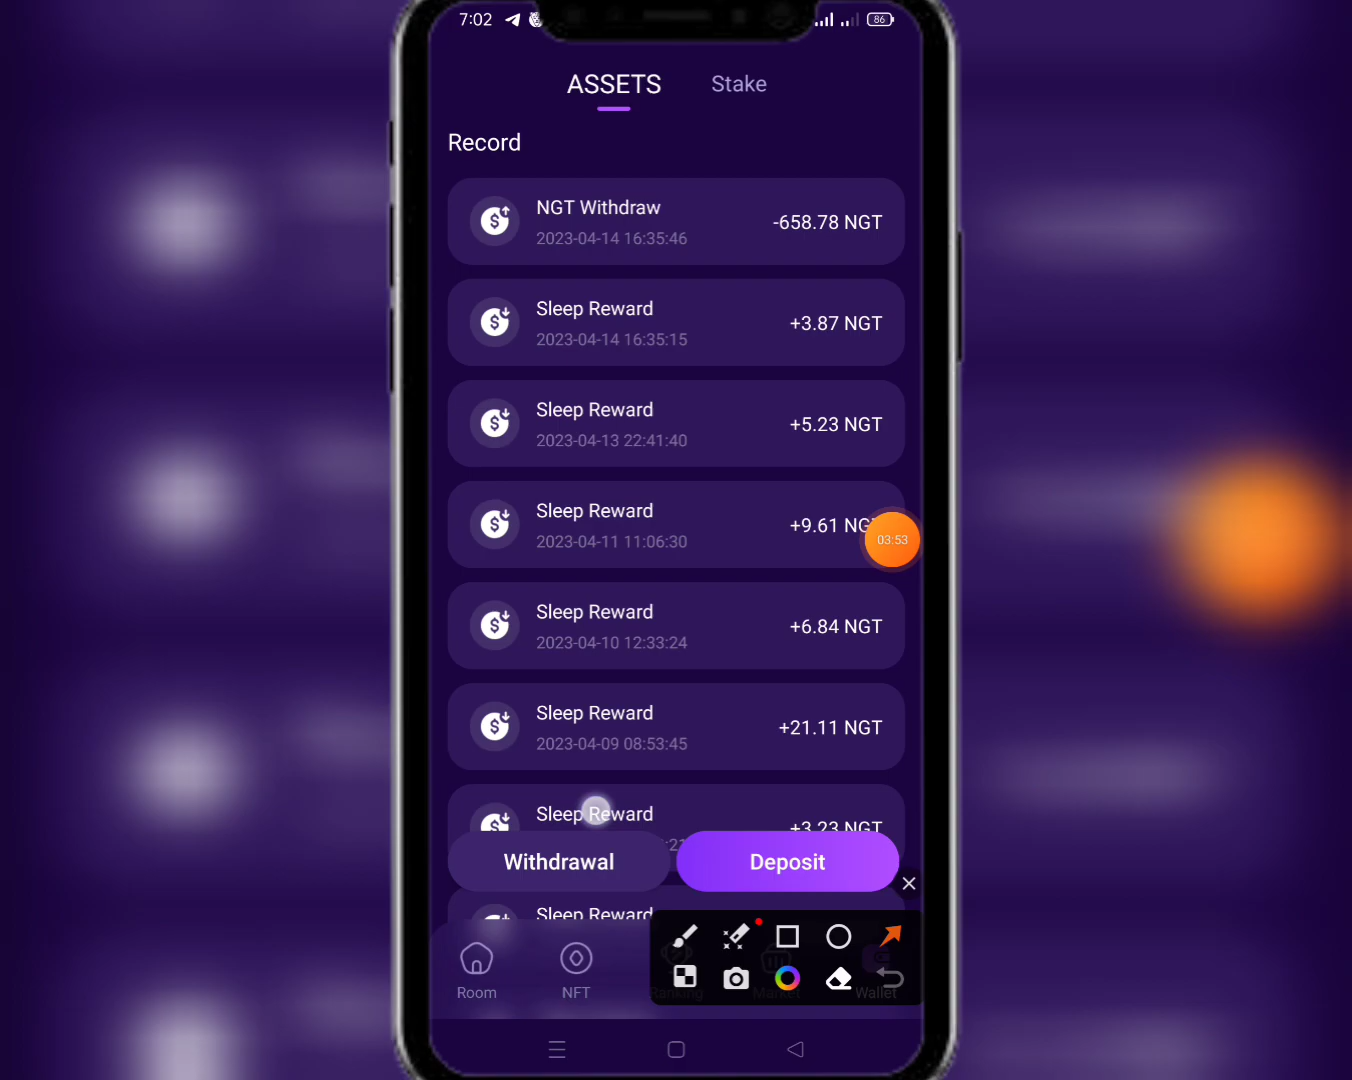 7:02
86
ASSETS
Stake
Record
NGT Withdraw
-658.78 NGT
2023-04-14 16:35:46
Sleep Reward
+3.87 NGT
2023-04-14 16:35:15
Sleep Reward
+5.23 NGT
2023-04-13 22:41:40
Sleep Reward
+9.61 NGT
2023-04-11 11:06:30
03:53
Sleep Reward
+6.84 NGT
2023-04-10 12:33:24
Sleep Reward
+21.11 NGT
2023-04-09 08:53:45
Sleep Reward
+3.23 NGT
Withdrawal
Deposit
Sleep Reward
Room
NFT
Ranking
Market
Wallet